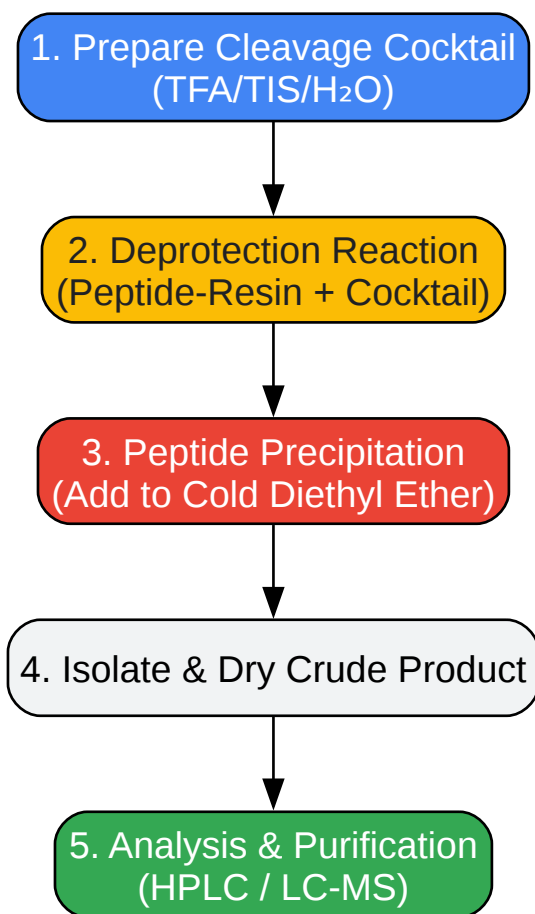 1. Prepare Cleavage Cocktail
(TFA/TIS/H₂O)
2. Deprotection Reaction
(Peptide-Resin + Cocktail)
3. Peptide Precipitation
(Add to Cold Diethyl Ether)
4. Isolate & Dry Crude Product
5. Analysis & Purification
(HPLC / LC-MS)